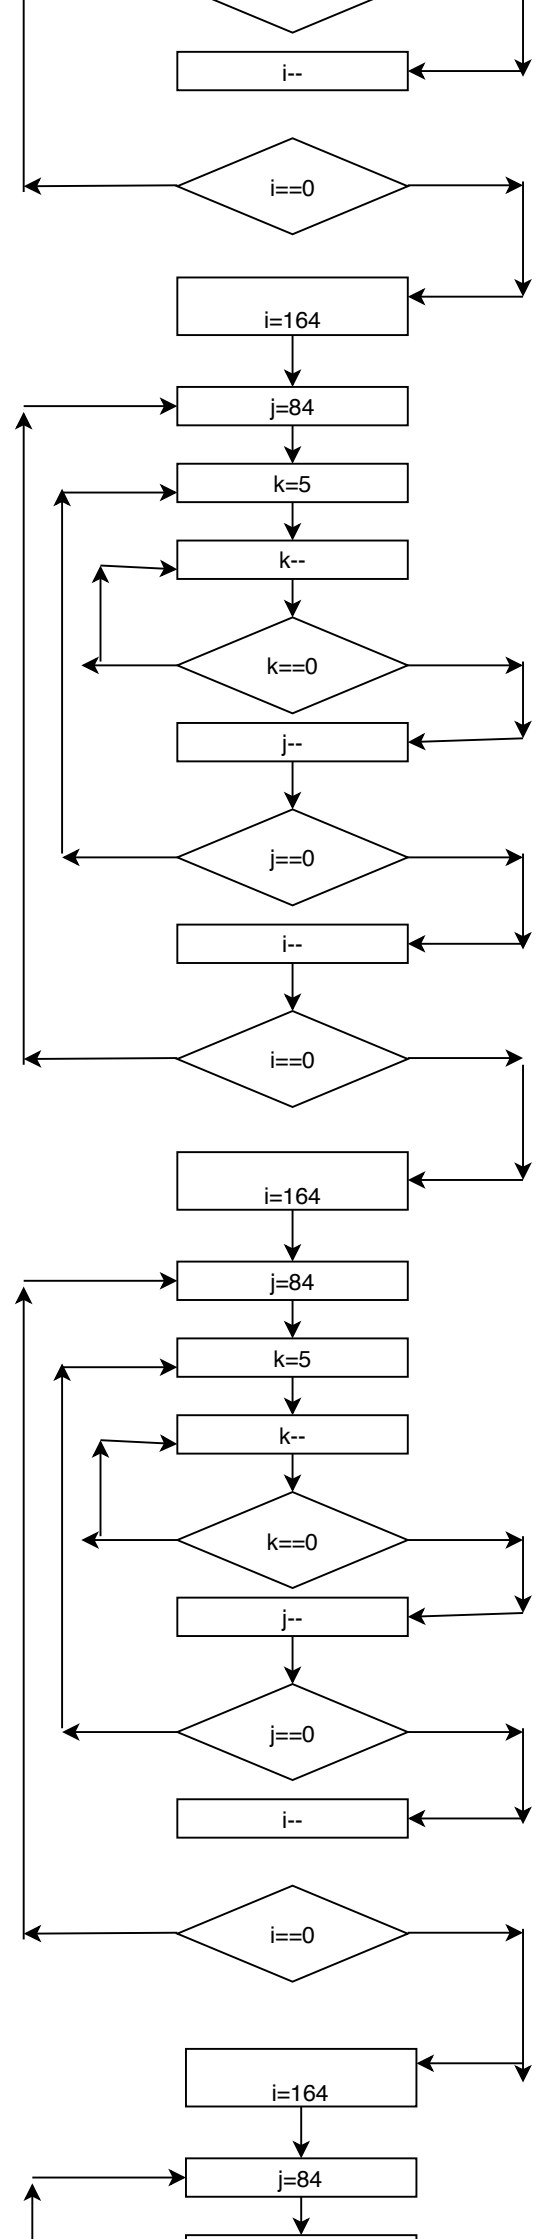 i--
i==0
i=164
j=84
k=5
k--
k==0
j--
j==0
i--
i==0
i=164
j=84
k=5
k--
k==0
j--
j==0
i--
i==0
i=164
j=84